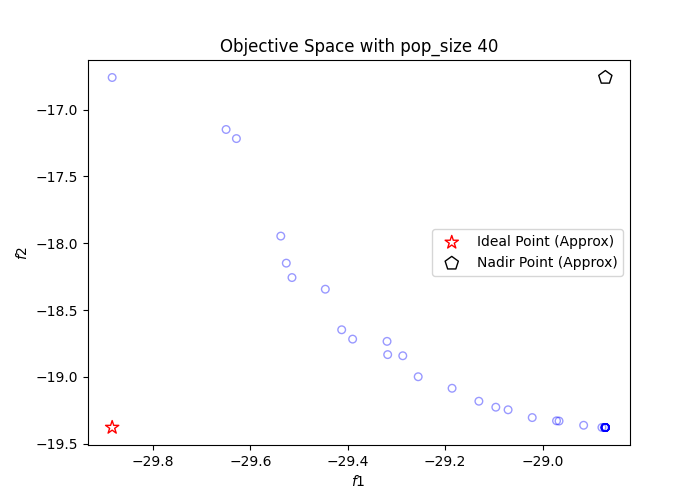 Objective Space with pop_size 40
−17.0
−17.5
−18.0
−18.5
−19.0
−19.5
f2
Ideal Point (Approx)
Nadir Point (Approx)
−29.8
−29.6
−29.4
−29.2
−29.0
f1